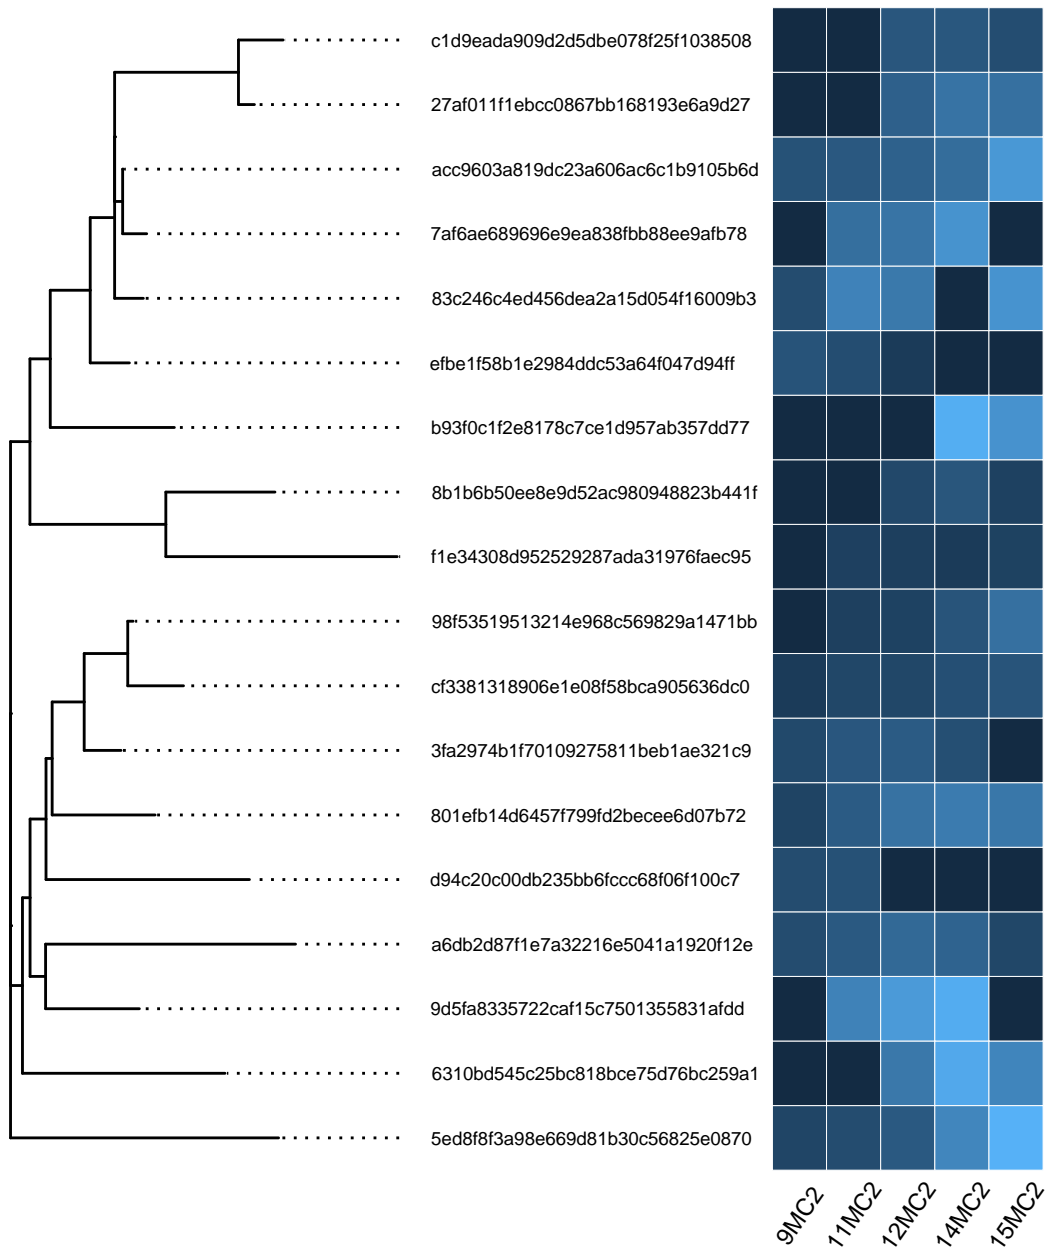 c1d9eada909d2d5dbe078f25f1038508
27af011f1ebcc0867bb168193e6a9d27
acc9603a819dc23a606ac6c1b9105b6d
7af6ae689696e9ea838fbb88ee9afb78
83c246c4ed456dea2a15d054f16009b3
efbe1f58b1e2984ddc53a64f047d94ff
b93f0c1f2e8178c7ce1d957ab357dd77
8b1b6b50ee8e9d52ac980948823b441f
f1e34308d952529287ada31976faec95
98f53519513214e968c569829a1471bb
cf3381318906e1e08f58bca905636dc0
3fa2974b1f70109275811beb1ae321c9
801efb14d6457f799fd2becee6d07b72
d94c20c00db235bb6fccc68f06f100c7
a6db2d87f1e7a32216e5041a1920f12e
9d5fa8335722caf15c7501355831afdd
6310bd545c25bc818bce75d76bc259a1
5ed8f8f3a98e669d81b30c56825e0870
9MC2 11MC2 12MC2 14MC2 15MC2